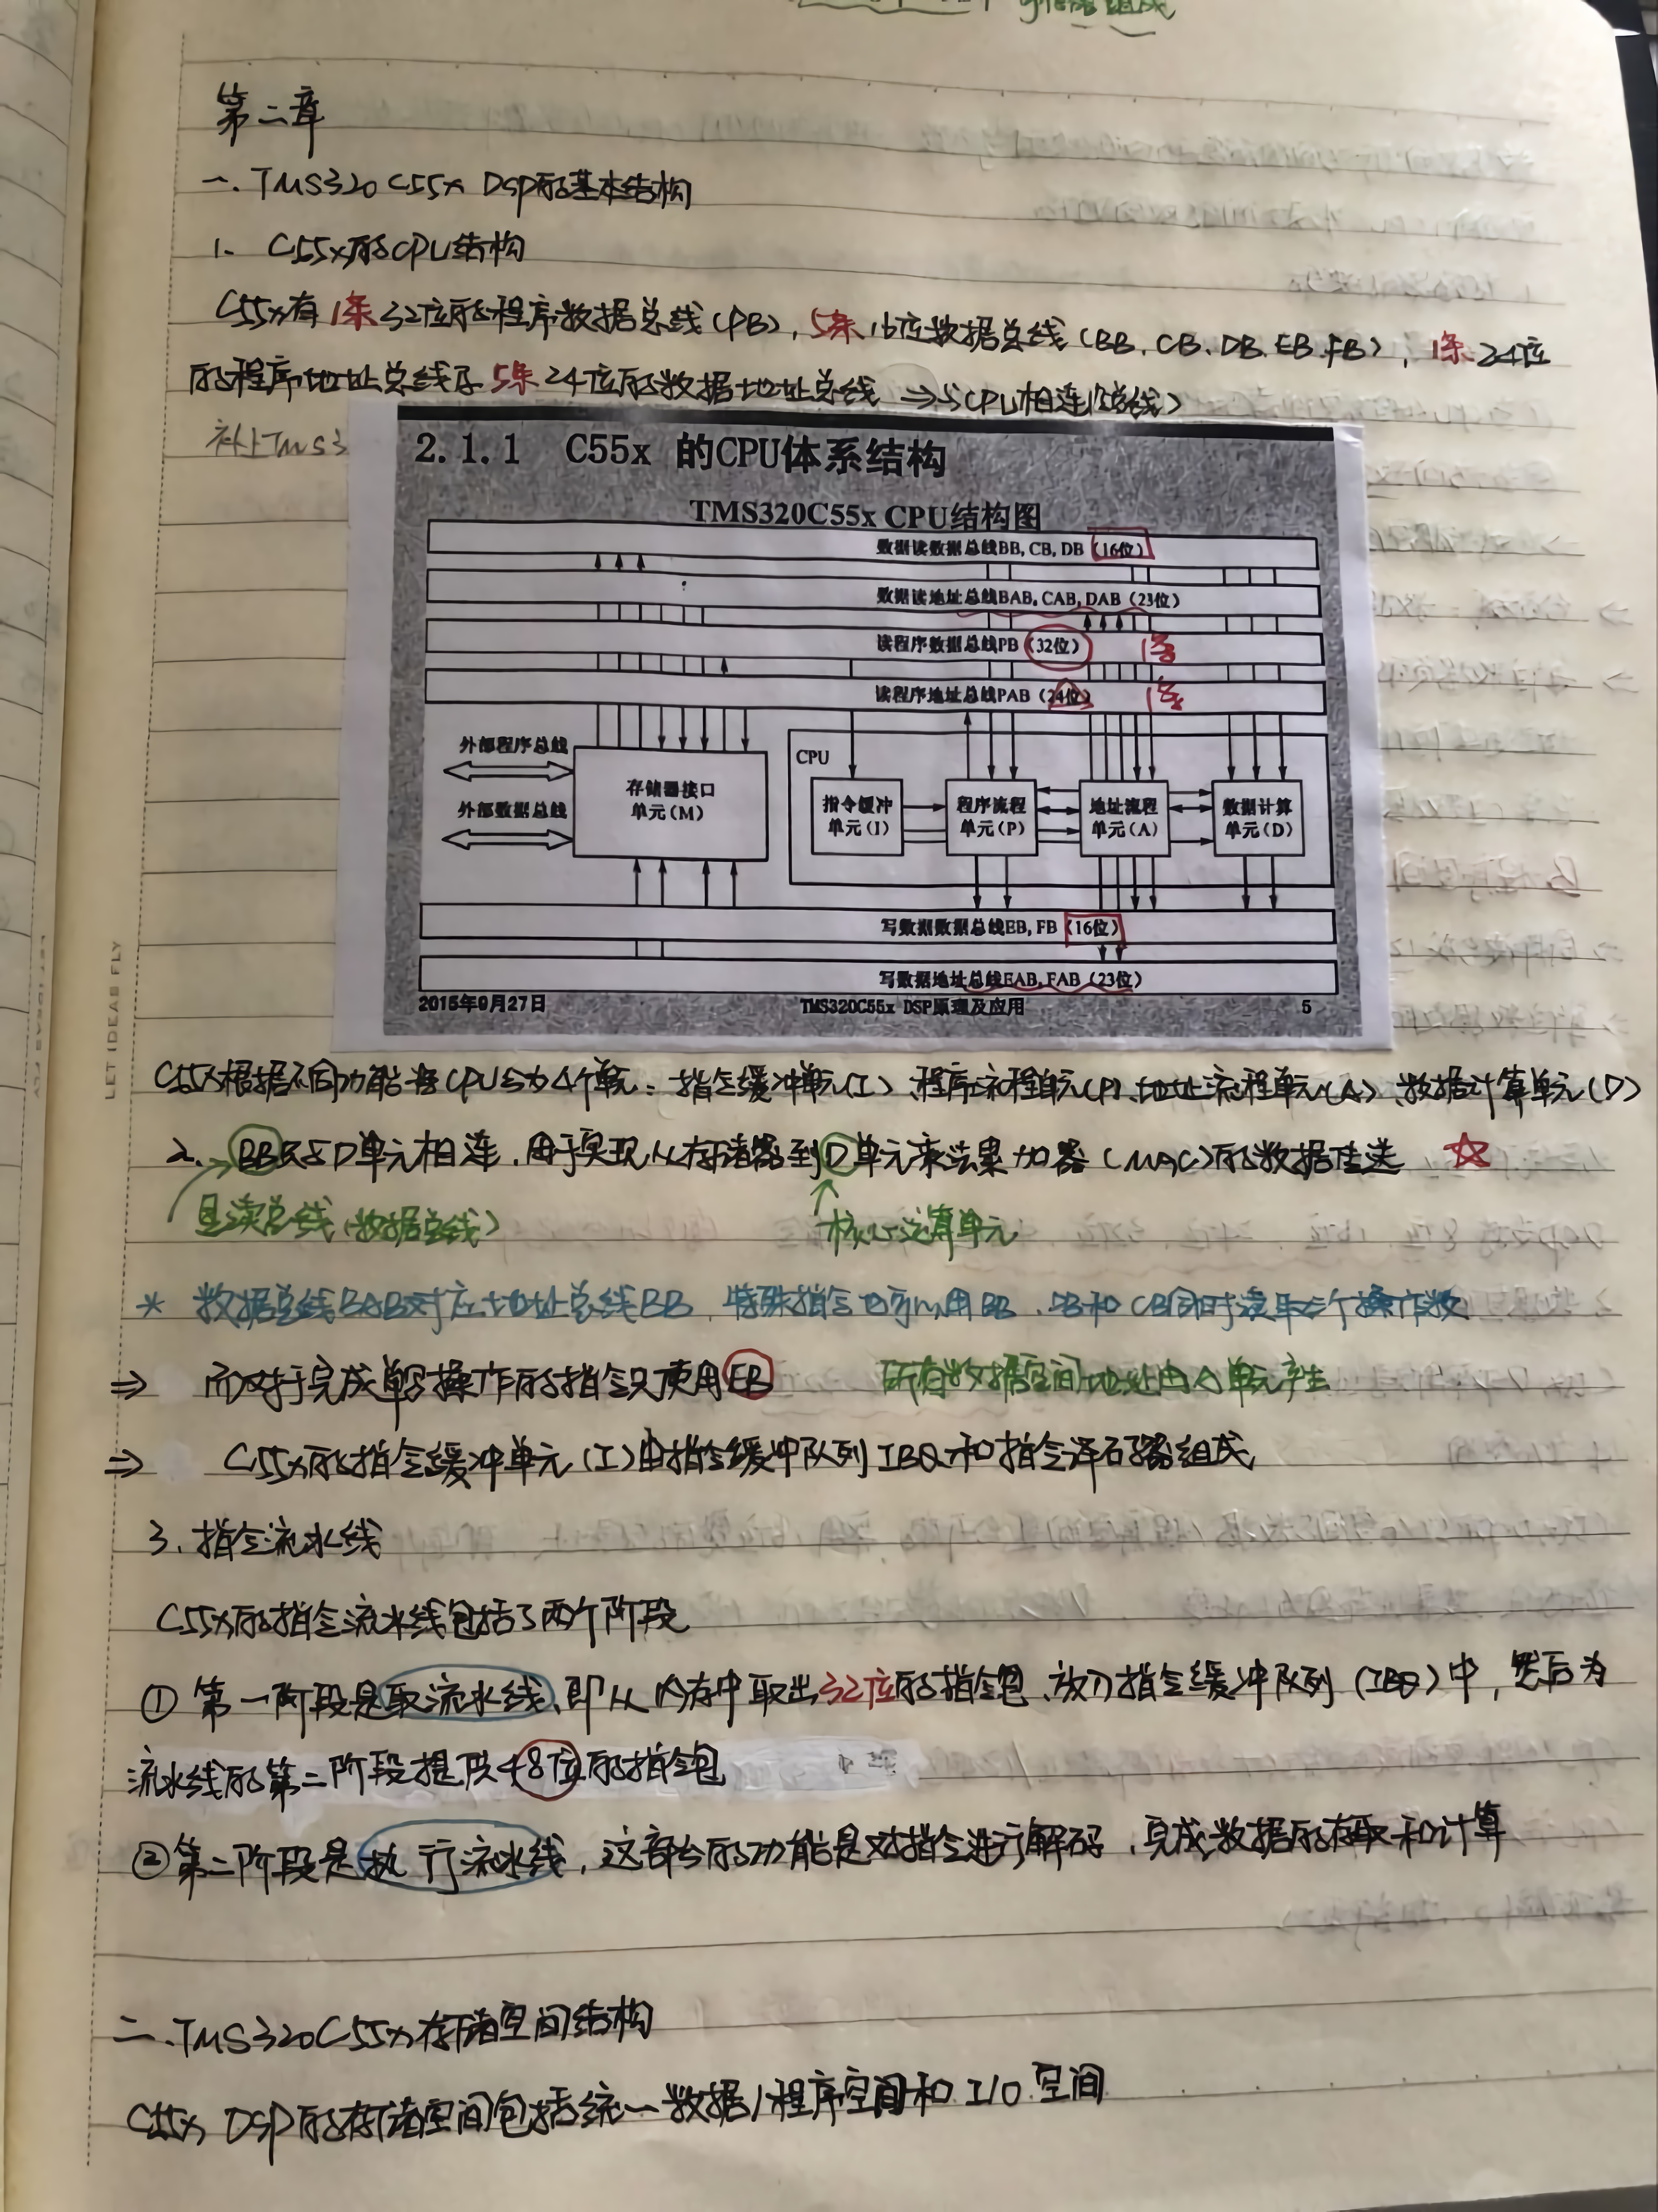 组成
第二章
一. TMS320 C55x DSP的基本结构
1. C55x的CPU结构
C55x有1条32位的程序数据总线(PB), 5条16位数据总线(BB. CB. DB. EB. FB), 1条24位
的程序地址总线及5条24位的数据地址总线 ⇒与CPU相连(总线)
补上TMS3
2.1.1 C55x 的CPU体系结构
TMS320C55x CPU结构图
数据读数据总线BB, CB, DB (16位)
数据读地址总线BAB, CAB, DAB (23位)
读程序数据总线PB (32位) 1条
读程序地址总线PAB (24位) 1条
外部程序总线
外部数据总线
存储器接口
单元(M)
CPU
指令缓冲
单元(I)
程序流程
单元(P)
地址流程
单元(A)
数据计算
单元(D)
写数据数据总线EB, FB (16位)
写数据地址总线EAB, FAB (23位)
2015年9月27日 TMS320C55x DSP原理及应用 5
LET IDEAS FLY
C55x根据不同功能将CPU分为4个单元: 指令缓冲单元(I)、程序流程单元(P)、地址流程单元(A)、数据计算单元(D)
2. BB只与D单元相连, 用于实现从存储器到D单元乘法累加器(MAC)的数据传送 ☆
是读总线(数据总线) 核心运算单元
* 数据总线BAB对应地址总线BB, 特殊指令也可以用BB、DB和CB同时读取三个操作数
⇒ 而对于完成单写操作的指令只使用EB 所有数据空间地址由A单元产生
⇒ C55x的指令缓冲单元(I)由指令缓冲队列IBQ和指令译码器组成
3. 指令流水线
C55x的指令流水线包括了两个阶段
① 第一阶段是取流水线, 即从内存中取出32位的指令包, 放入指令缓冲队列(IBQ)中, 然后为
流水线的第二阶段提供48位的指令包
②第二阶段是执行流水线, 这部分的功能是对指令进行解码, 完成数据的存取和计算
二. TMS320C55x存储空间结构
C55x DSP的存储空间包括统一数据/程序空间和I/O空间